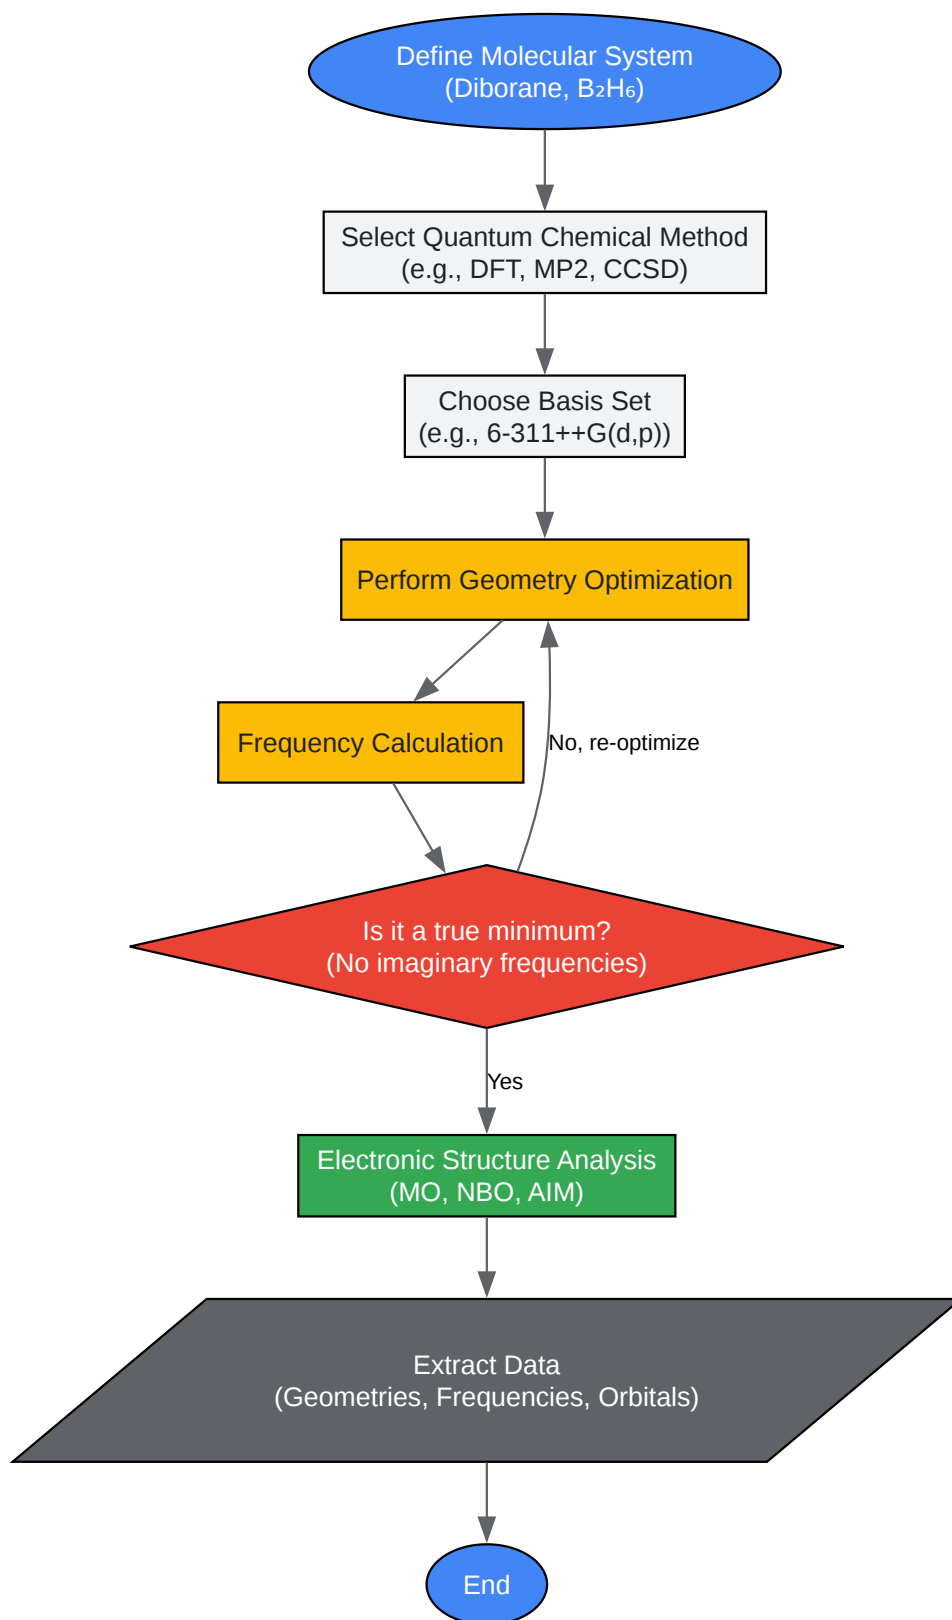 Define Molecular System
(Diborane, B₂H₆)
Select Quantum Chemical Method
(e.g., DFT, MP2, CCSD)
Choose Basis Set
(e.g., 6-311++G(d,p))
Perform Geometry Optimization
Frequency Calculation
No, re-optimize
Is it a true minimum?
(No imaginary frequencies)
Yes
Electronic Structure Analysis
(MO, NBO, AIM)
Extract Data
(Geometries, Frequencies, Orbitals)
End